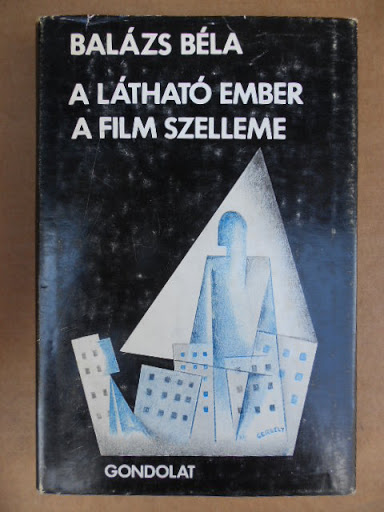 BALÁZS BÉLA
A LÁTHATÓ EMBER
A FILM SZELLEME
GONDOLAT